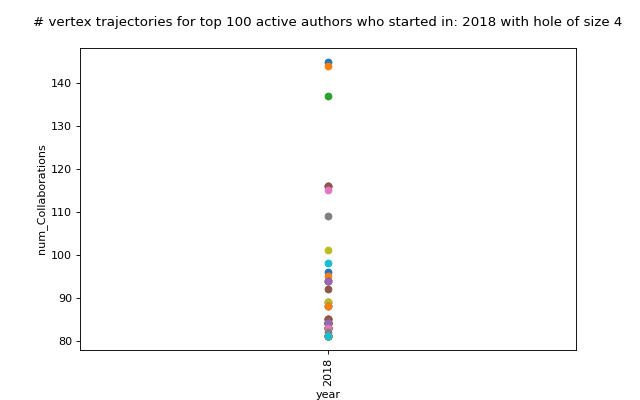 # vertex trajectories for top 100 active authors who started in: 2018 with hole of size 4
140
130
120
110
100
90
80
num_Collaborations
2018
year